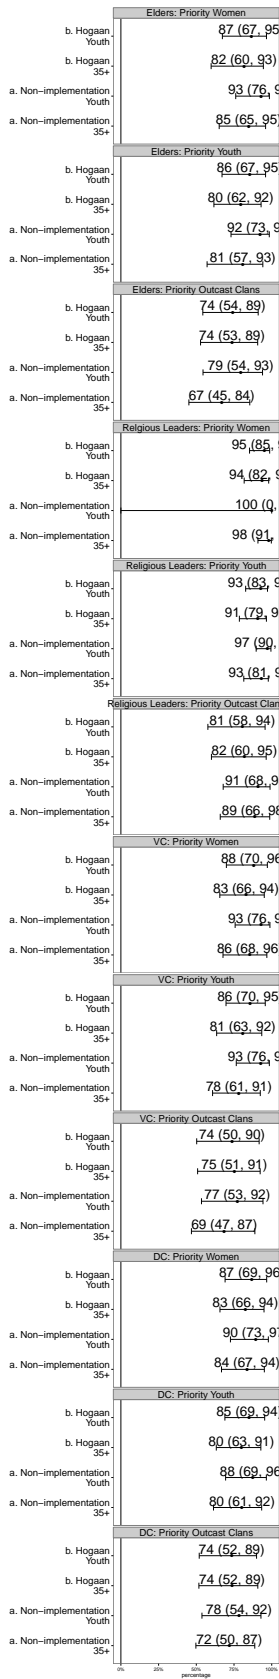 Elders: Priority Women
b. Hogaan
Youth
87 (67, 95
b. Hogaan
35+
82 (60, 93)
a. Non−implementation
Youth
93 (76, 9
a. Non−implementation
35+
85 (65, 95)
Elders: Priority Youth
b. Hogaan
Youth
86 (67, 95
b. Hogaan
35+
80 (62, 92)
a. Non−implementation
Youth
92 (73, 9
a. Non−implementation
35+
81 (57, 93)
Elders: Priority Outcast Clans
b. Hogaan
Youth
74 (54, 89)
b. Hogaan
35+
74 (53, 89)
a. Non−implementation
Youth
79 (54, 93)
a. Non−implementation
35+
67 (45, 84)
Relgious Leaders: Priority Women
b. Hogaan
Youth
95 (85, 9
b. Hogaan
35+
94 (82, 9
a. Non−implementation
Youth
100 (0,
a. Non−implementation
35+
98 (91,
Religious Leaders: Priority Youth
b. Hogaan
Youth
93 (83, 9
b. Hogaan
35+
91 (79, 9
a. Non−implementation
Youth
97 (90,
a. Non−implementation
35+
93 (81, 9
Religious Leaders: Priority Outcast Clan
b. Hogaan
Youth
81 (58, 94)
b. Hogaan
35+
82 (60, 95)
a. Non−implementation
Youth
91 (68, 9
a. Non−implementation
35+
89 (66, 98
VC: Priority Women
b. Hogaan
Youth
88 (70, 96
b. Hogaan
35+
83 (66, 94)
a. Non−implementation
Youth
93 (76, 9
a. Non−implementation
35+
86 (68, 96
VC: Priority Youth
b. Hogaan
Youth
86 (70, 95
b. Hogaan
35+
81 (63, 92)
a. Non−implementation
Youth
93 (76, 9
a. Non−implementation
35+
78 (61, 91)
VC: Priority Outcast Clans
b. Hogaan
Youth
74 (50, 90)
b. Hogaan
35+
75 (51, 91)
a. Non−implementation
Youth
77 (53, 92)
a. Non−implementation
35+
69 (47, 87)
DC: Priority Women
b. Hogaan
Youth
87 (69, 96
b. Hogaan
35+
83 (66, 94)
a. Non−implementation
Youth
90 (73, 97
a. Non−implementation
35+
84 (67, 94)
DC: Priority Youth
b. Hogaan
Youth
85 (69, 94
b. Hogaan
35+
80 (63, 91)
a. Non−implementation
Youth
88 (69, 96
a. Non−implementation
35+
80 (61, 92)
DC: Priority Outcast Clans
b. Hogaan
Youth
74 (52, 89)
b. Hogaan
35+
74 (52, 89)
a. Non−implementation
Youth
78 (54, 92)
a. Non−implementation
35+
72 (50, 87)
0% 25% 50% 75% 100%
percentage